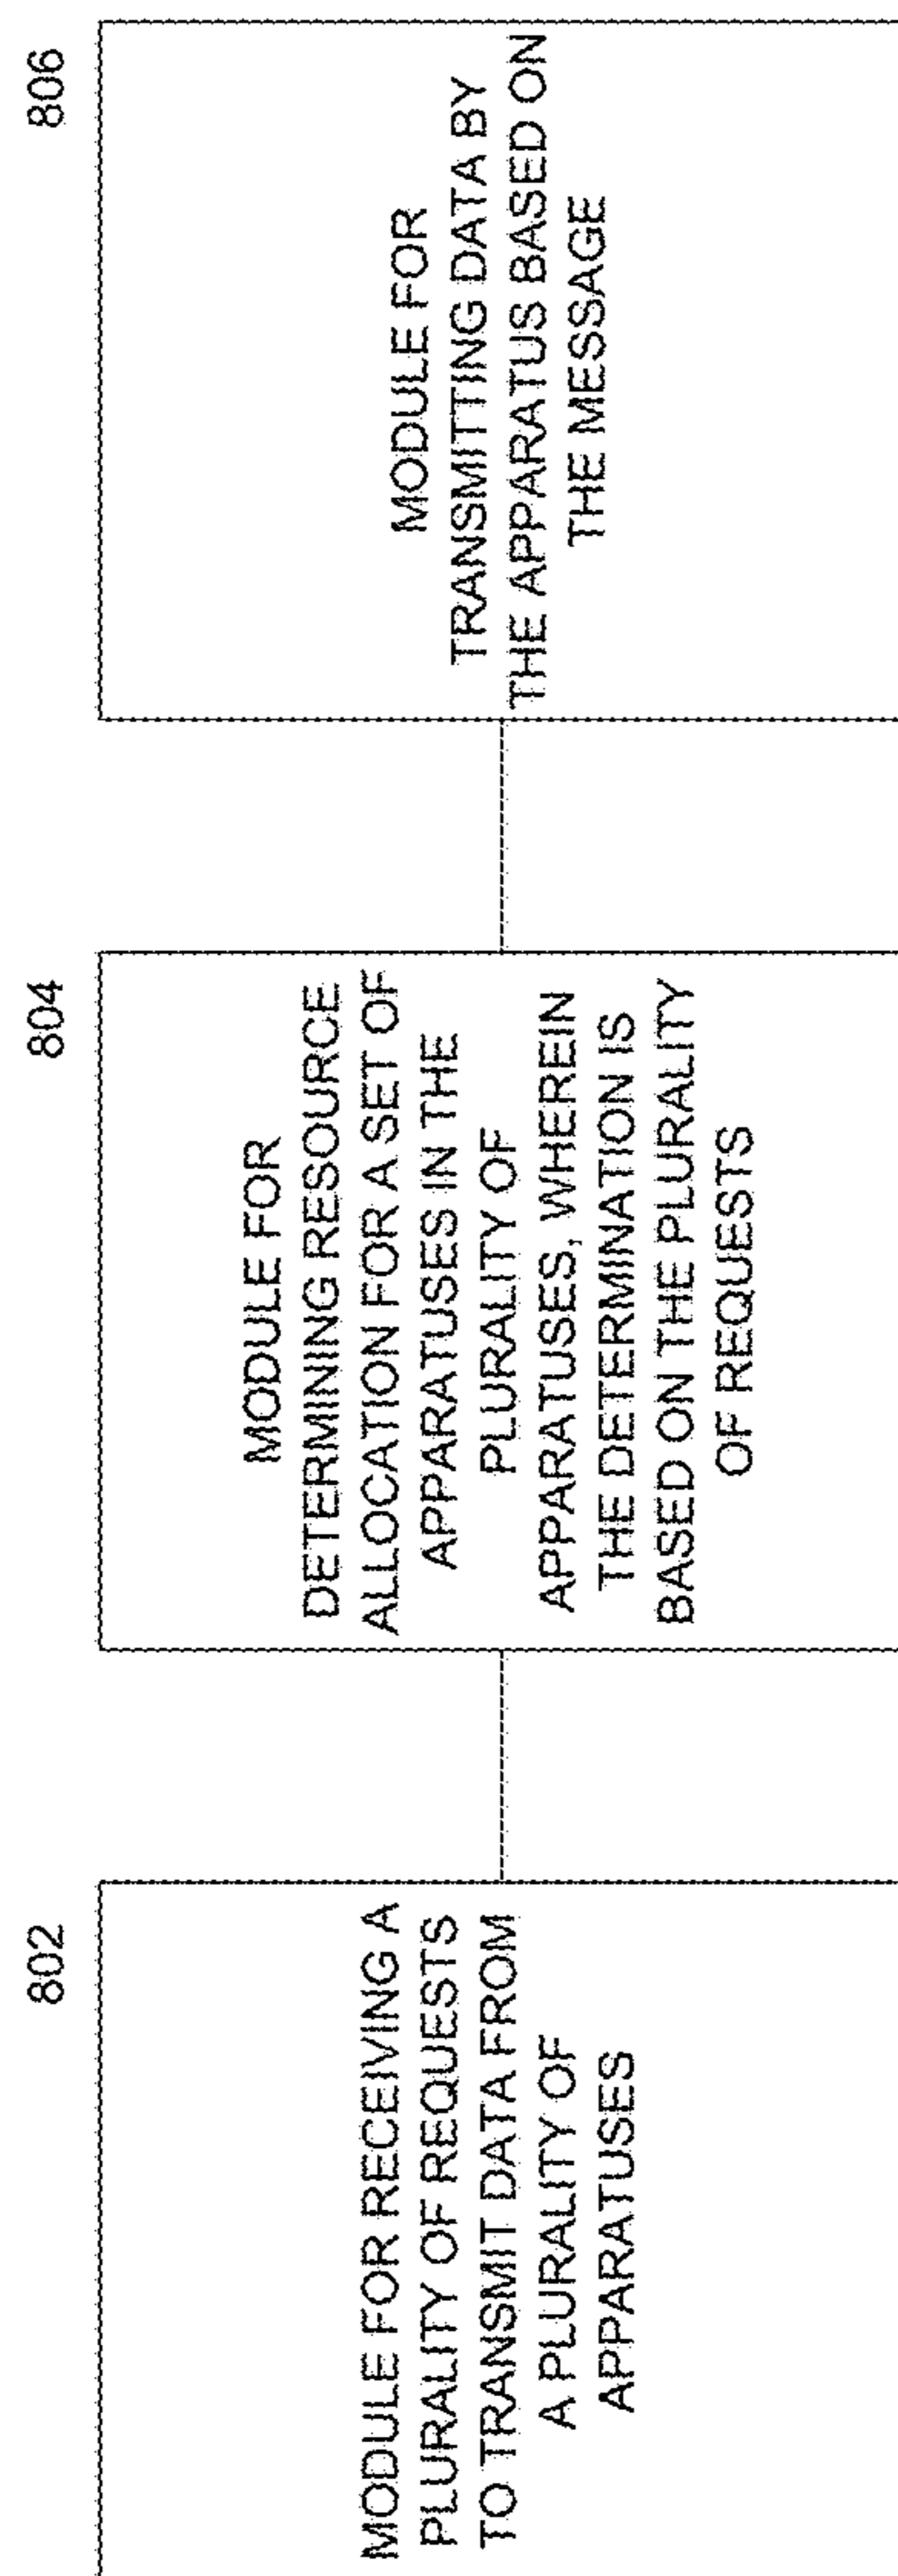 802
MODULE FOR RECEIVING A
PLURALITY OF REQUESTS
TO TRANSMIT DATA FROM
A PLURALITY OF
APPARATUSES
804
MODULE FOR
DETERMINING RESOURCE
ALLOCATION FOR A SET OF
APPARATUSES IN THE
PLURALITY OF
APPARATUSES, WHEREIN
THE DETERMINATION IS
BASED ON THE PLURALITY
OF REQUESTS
806
MODULE FOR
TRANSMITTING DATA BY
THE APPARATUS BASED ON
THE MESSAGE